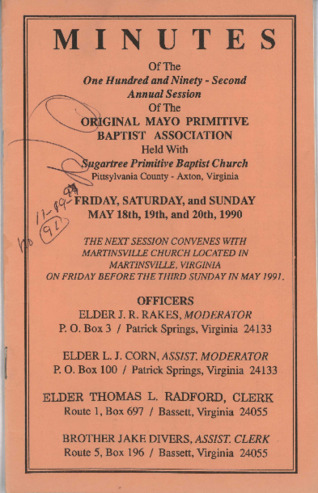 MINUTES
Of The
One Hundred and Ninety - Second
Annual Session
Of The
ORIGINAL MAYO PRIMITIVE
BAPTIST ASSOCIATION
Held With
Sugartree Primitive Baptist Church
Pittsylvania County - Axton, Virginia
FRIDAY, SATURDAY, and SUNDAY
MAY 18th, 19th, and 20th, 1990
THE NEXT SESSION CONVENES WITH
MARTINSVILLE CHURCH LOCATED IN
MARTINSVILLE, VIRGINIA
ON FRIDAY BEFORE THE THIRD SUNDAY IN MAY 1991.
OFFICERS
ELDER J. R. RAKES, MODERATOR
P. O. Box 3 / Patrick Springs, Virginia 24133
ELDER L. J. CORN, ASSIST. MODERATOR
P. O. Box 100 / Patrick Springs, Virginia 24133
ELDER THOMAS L. RADFORD, CLERK
Route 1, Box 697 / Bassett, Virginia 24055
BROTHER JAKE DIVERS, ASSIST. CLERK
Route 5, Box 196 / Bassett, Virginia 24055